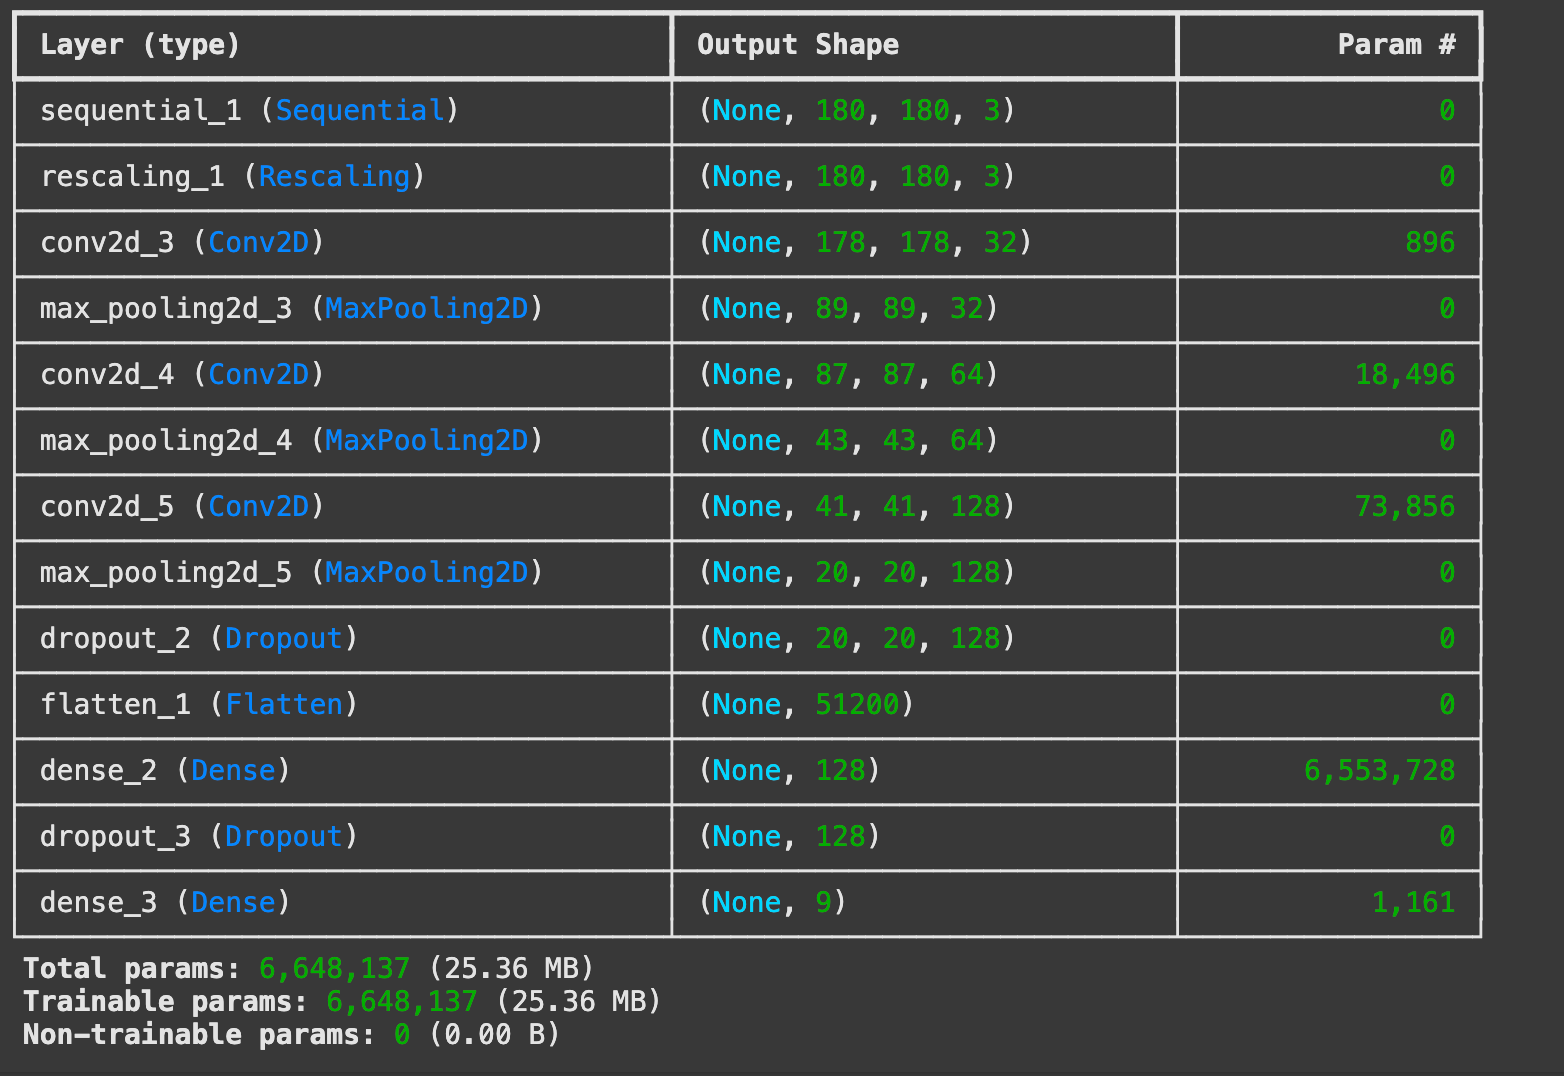 Layer (type) Output Shape Param #
sequential_1 (Sequential) (None, 180, 180, 3) 0
rescaling_1 (Rescaling) (None, 180, 180, 3) 0
conv2d_3 (Conv2D) (None, 178, 178, 32) 896
max_pooling2d_3 (MaxPooling2D) (None, 89, 89, 32) 0
conv2d_4 (Conv2D) (None, 87, 87, 64) 18,496
max_pooling2d_4 (MaxPooling2D) (None, 43, 43, 64) 0
conv2d_5 (Conv2D) (None, 41, 41, 128) 73,856
max_pooling2d_5 (MaxPooling2D) (None, 20, 20, 128) 0
dropout_2 (Dropout) (None, 20, 20, 128) 0
flatten_1 (Flatten) (None, 51200) 0
dense_2 (Dense) (None, 128) 6,553,728
dropout_3 (Dropout) (None, 128) 0
dense_3 (Dense) (None, 9) 1,161
Total params: 6,648,137 (25.36 MB)
Trainable params: 6,648,137 (25.36 MB)
Non-trainable params: 0 (0.00 B)